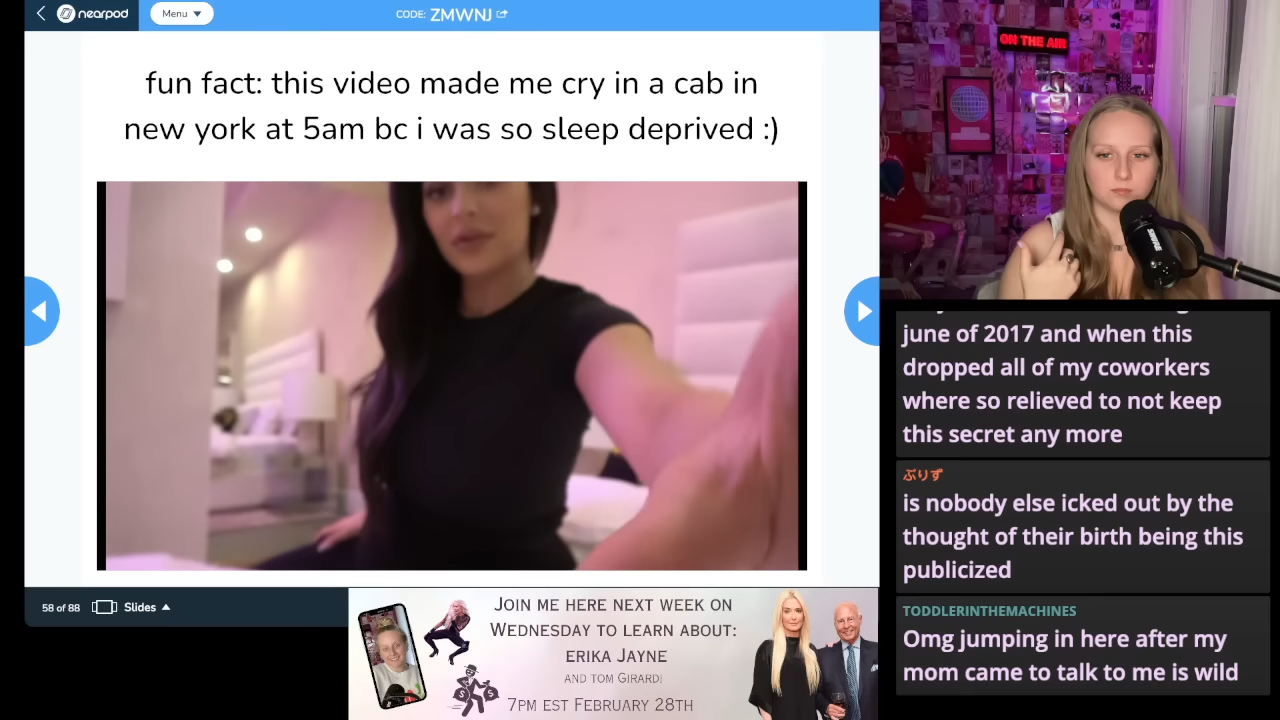 nearpod
Menu
CODE: ZMWNJ
fun fact: this video made me cry in a cab in
new york at 5am bc i was so sleep deprived :)
ON THE AIR
SHURE
june of 2017 and when this
dropped all of my coworkers
where so relieved to not keep
this secret any more
ぶりず
is nobody else icked out by the
thought of their birth being this
publicized
TODDLERINTHEMACHINES
Omg jumping in here after my
mom came to talk to me is wild
58 of 88
Slides
JOIN ME HERE NEXT WEEK ON
WEDNESDAY TO LEARN ABOUT:
ERIKA JAYNE
AND TOM GIRARDI
7PM EST FEBRUARY 28TH